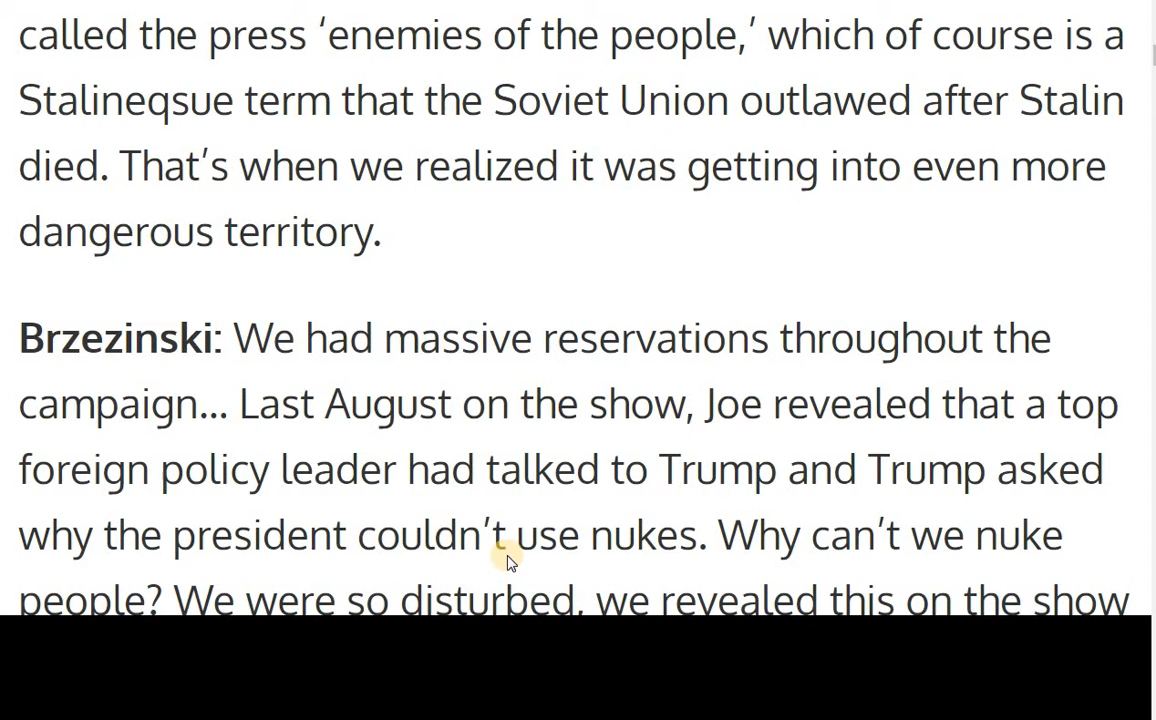 called the press ‘enemies of the people,’ which of course is a
Stalineqsue term that the Soviet Union outlawed after Stalin
died. That’s when we realized it was getting into even more
dangerous territory.
Brzezinski: We had massive reservations throughout the
campaign... Last August on the show, Joe revealed that a top
foreign policy leader had talked to Trump and Trump asked
why the president couldn’t use nukes. Why can’t we nuke
people? We were so disturbed, we revealed this on the show